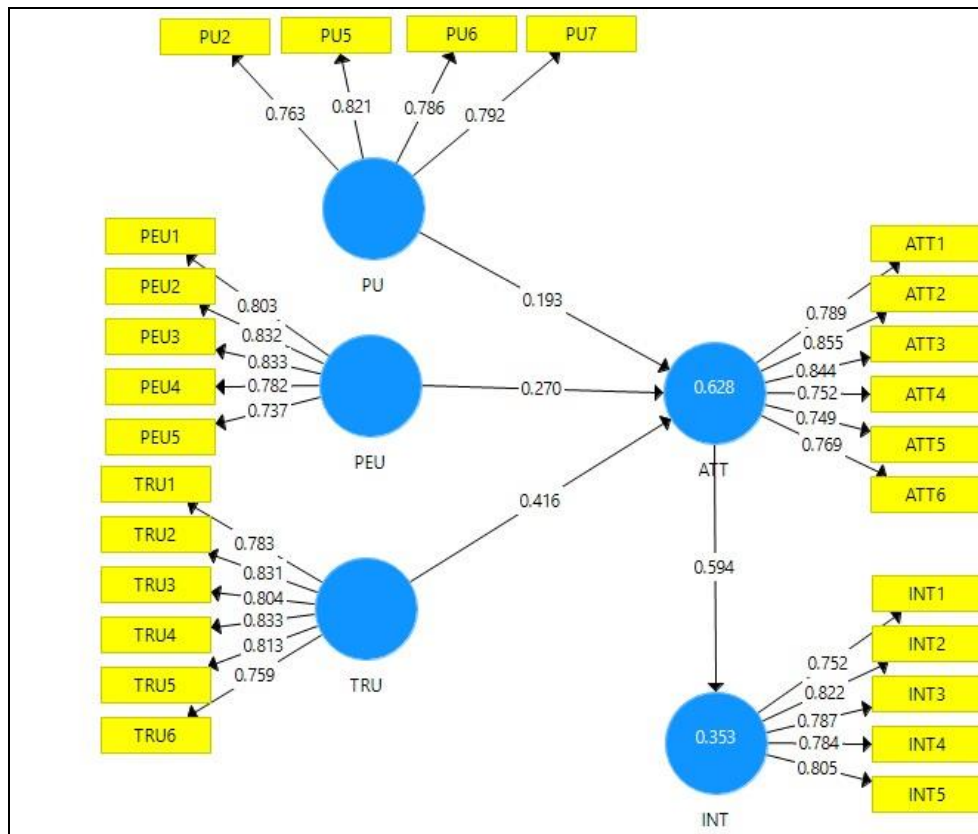 PU2
PU5
PU6
PU7
0.763
0.821
0.786
0.792
PU
PEU1
PEU2
PEU3
PEU4
PEU5
0.803
0.832
0.833
0.782
0.737
PEU
TRU1
TRU2
TRU3
TRU4
TRU5
TRU6
0.783
0.831
0.804
0.833
0.813
0.759
TRU
0.193
0.270
0.416
0.628
ATT
0.789
0.855
0.844
0.752
0.749
0.769
ATT1
ATT2
ATT3
ATT4
ATT5
ATT6
0.594
0.353
INT
0.752
0.822
0.787
0.784
0.805
INT1
INT2
INT3
INT4
INT5